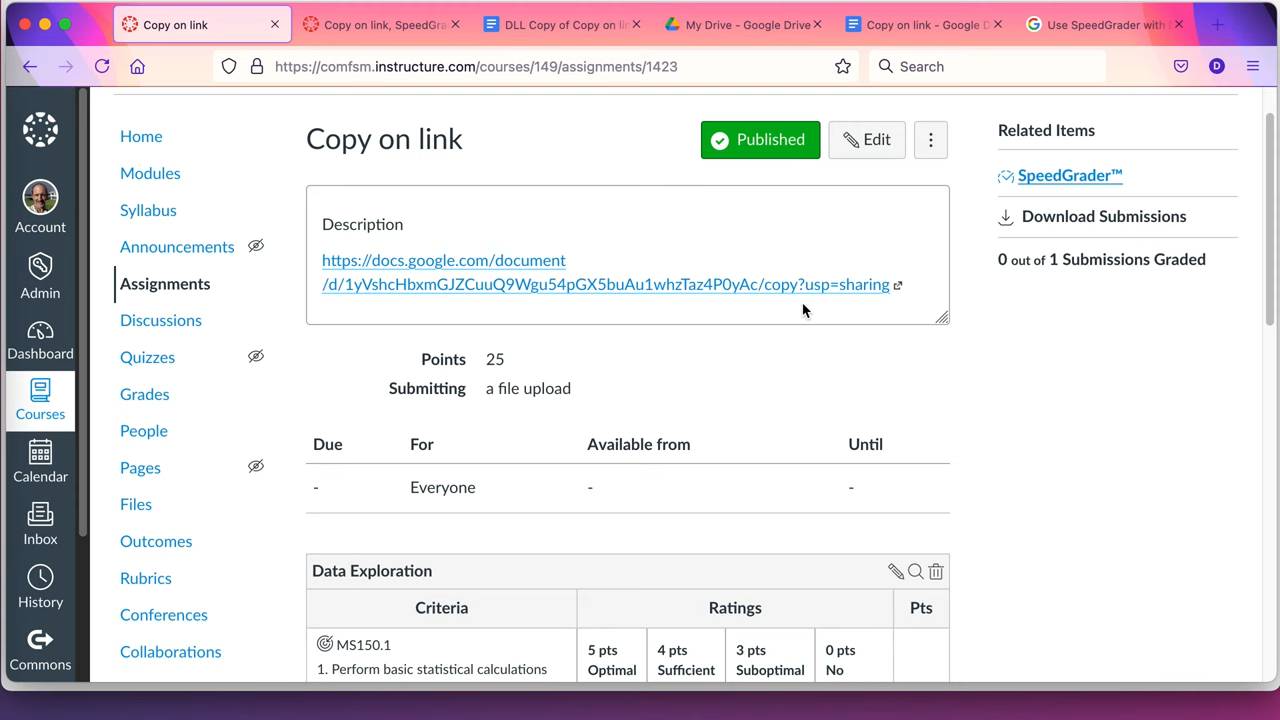 Copy on link
Copy on link, SpeedGra
DLL Copy of Copy on lin
My Drive - Google Drive
Copy on link - Google D
Use SpeedGrader with
https://comfsm.instructure.com/courses/149/assignments/1423
Search
D
Account
Admin
Dashboard
Courses
Calendar
Inbox
History
Commons
Home
Modules
Syllabus
Announcements
Assignments
Discussions
Quizzes
Grades
People
Pages
Files
Outcomes
Rubrics
Conferences
Collaborations
Copy on link
Published
Edit
Description
https://docs.google.com/document
/d/1yVshcHbxmGJZCuuQ9Wgu54pGX5buAu1whzTaz4P0yAc/copy?usp=sharing
Points 25
Submitting a file upload
Due For Available from Until
- Everyone - -
Data Exploration
Criteria Ratings Pts
MS150.1
1. Perform basic statistical calculations
5 pts
Optimal
4 pts
Sufficient
3 pts
Suboptimal
0 pts
No
Related Items
SpeedGrader™
Download Submissions
0 out of 1 Submissions Graded